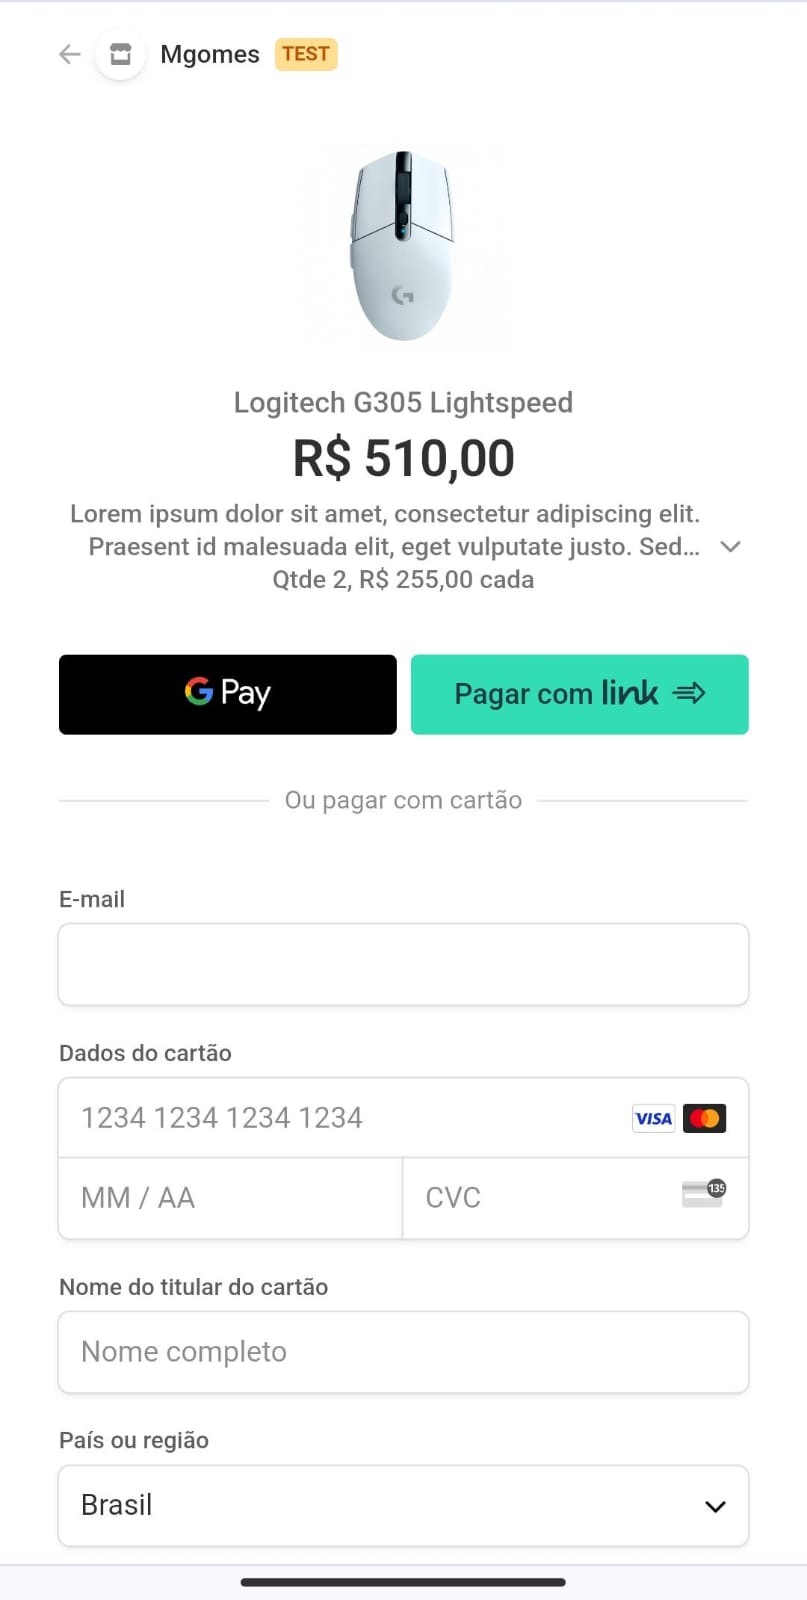 Mgomes TEST
Logitech G305 Lightspeed
R$ 510,00
Lorem ipsum dolor sit amet, consectetur adipiscing elit.
Praesent id malesuada elit, eget vulputate justo. Sed...
Qtde 2, R$ 255,00 cada
G Pay
Pagar com link
Ou pagar com cartão
E-mail
Dados do cartão
1234 1234 1234 1234 VISA
MM / AA
CVC 135
Nome do titular do cartão
Nome completo
País ou região
Brasil